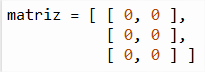 matriz = [ [ 0, 0 ],
[ 0, 0 ],
[ 0, 0 ] ]